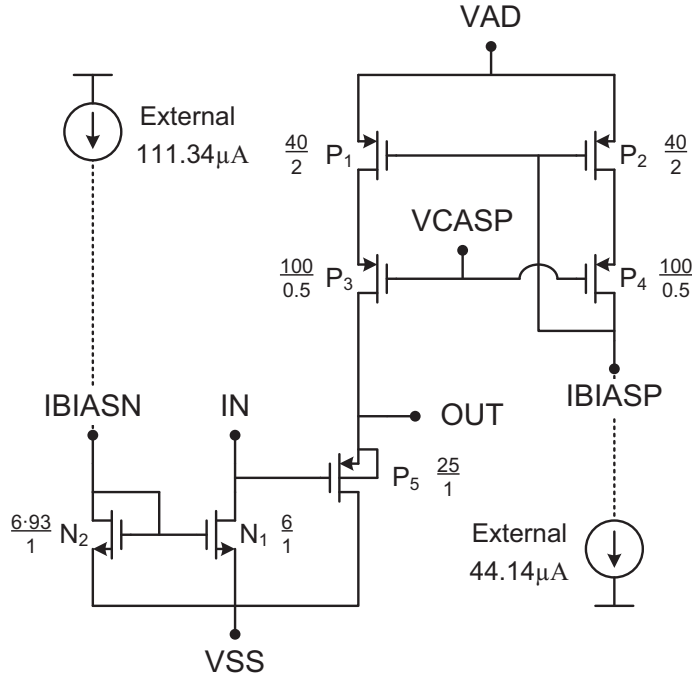 VAD
External
111.34µA
40/2 P1
P2 40/2
VCASP
100/0.5 P3
P4 100/0.5
IBIASN
IN
OUT
IBIASP
P5 25/1
6·93/1 N2
N1 6/1
External
44.14µA
VSS